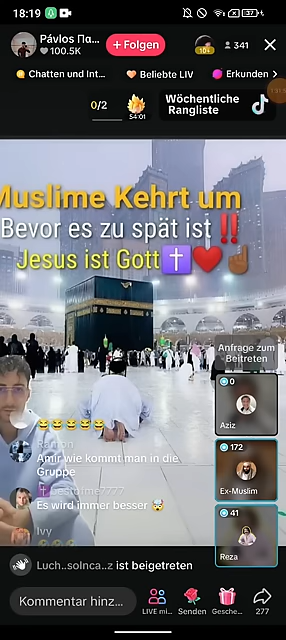 18:19
Pávlos Πα...
100.5K
+ Folgen
10+
341
Chatten und Int...
Beliebte LIV
Erkunden >
0/2
54:01
Wöchentliche
Rangliste
Muslime Kehrt um
Bevor es zu spät ist‼️
Jesus ist Gott✝️❤️☝🏾
Anfrage zum
Beitreten
0
Aziz
😂😂😂😂😂
Amir wie kommt man in die
Gruppe
172
Ex-Muslim
Es wird immer besser 🤯
41
Reza
Ivy
Luch..solnca..z ist beigetreten
Kommentar hinz...
LIVE mi...
Senden
Gesche...
277